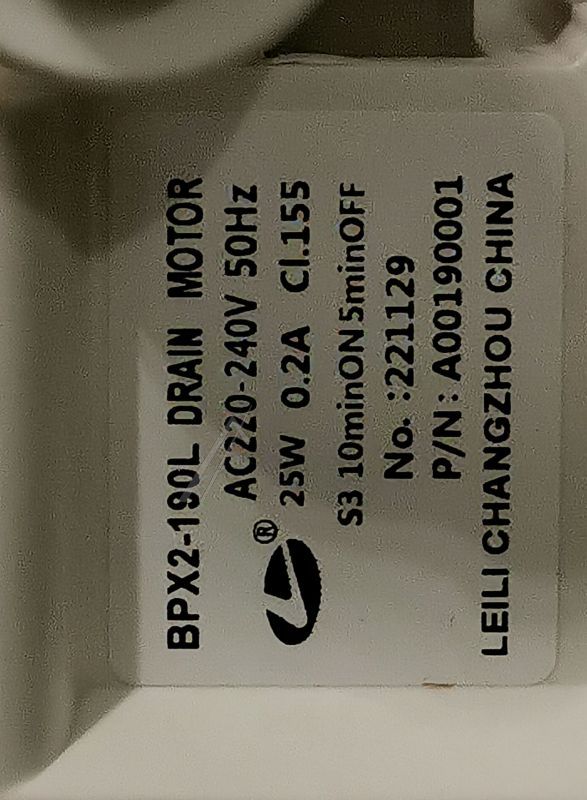 BPX2-190L DRAIN MOTOR
AC220-240V 50Hz
® 25W 0.2A Cl.155
S3 10minON 5minOFF
No. :221129
P/N: A00190001
LEILI CHANGZHOU CHINA